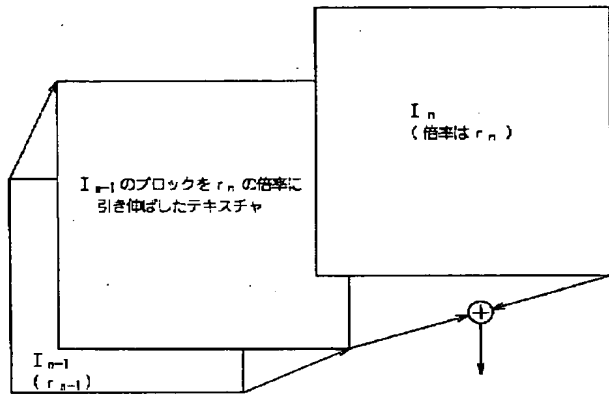 I n
(倍率は r n)
I n-1 のブロックを r n の倍率に
引き伸ばしたテキスチャ
I n-1
(r n-1)